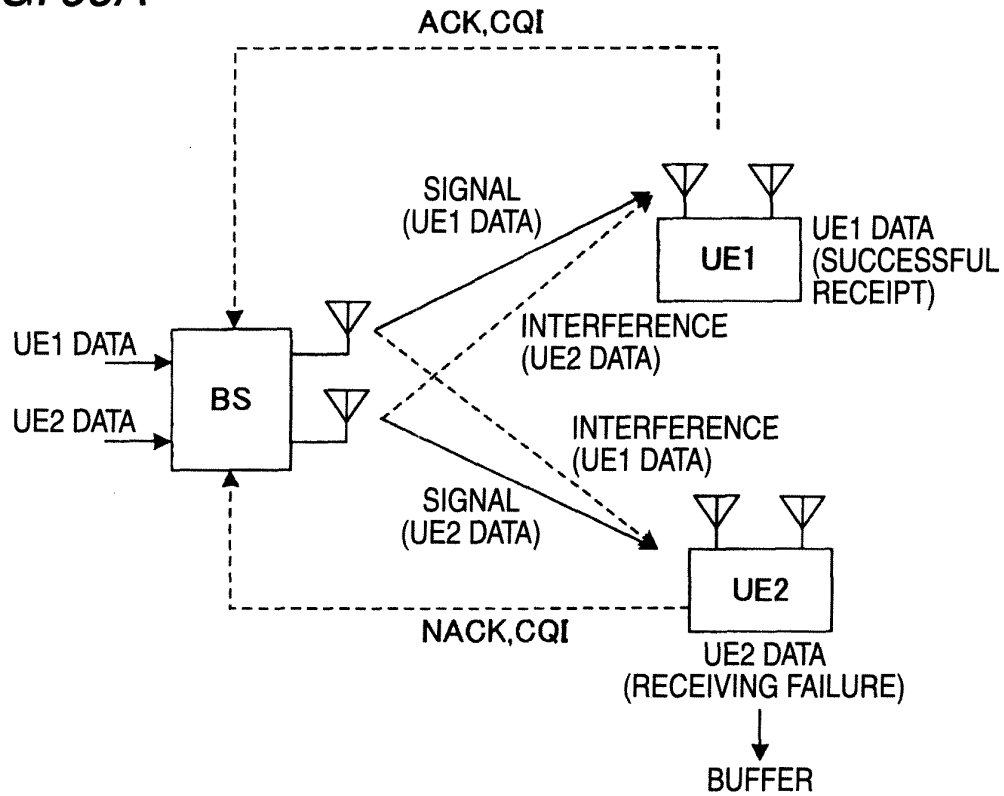 ACK,CQI
SIGNAL
(UE1 DATA)
UE1
UE1 DATA
(SUCCESSFUL
RECEIPT)
INTERFERENCE
(UE2 DATA)
UE1 DATA
BS
UE2 DATA
INTERFERENCE
(UE1 DATA)
SIGNAL
(UE2 DATA)
UE2
NACK,CQI
UE2 DATA
(RECEIVING FAILURE)
BUFFER